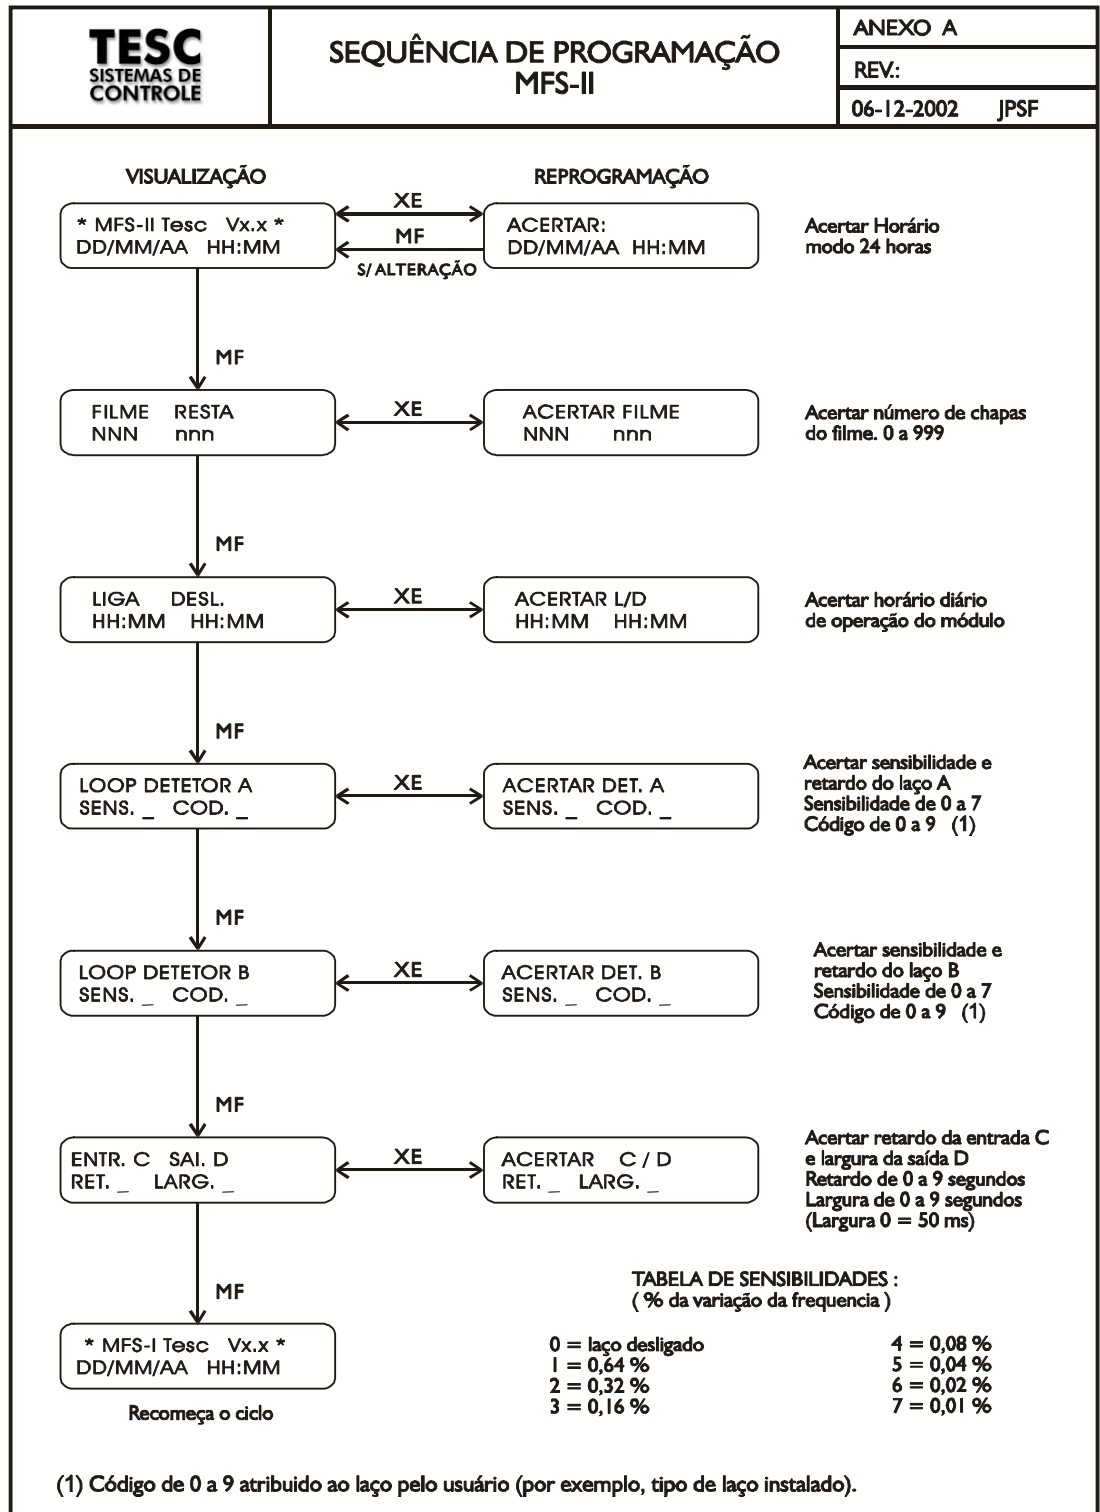 TESC
SISTEMAS DE
CONTROLE
SEQUÊNCIA DE PROGRAMAÇÃO
MFS-II
ANEXO A
REV.:
06-12-2002 JPSF
VISUALIZAÇÃO
REPROGRAMAÇÃO
* MFS-II Tesc Vx.x *
DD/MM/AA HH:MM
XE
MF
S/ ALTERAÇÃO
ACERTAR:
DD/MM/AA HH:MM
Acertar Horário
modo 24 horas
MF
FILME RESTA
NNN nnn
XE
ACERTAR FILME
NNN nnn
Acertar número de chapas
do filme. 0 a 999
MF
LIGA DESL.
HH:MM HH:MM
XE
ACERTAR L/D
HH:MM HH:MM
Acertar horário diário
de operação do módulo
MF
LOOP DETETOR A
SENS. _ COD. _
XE
ACERTAR DET. A
SENS. _ COD. _
Acertar sensibilidade e
retardo do laço A
Sensibilidade de 0 a 7
Código de 0 a 9 (1)
MF
LOOP DETETOR B
SENS. _ COD. _
XE
ACERTAR DET. B
SENS. _ COD. _
Acertar sensibilidade e
retardo do laço B
Sensibilidade de 0 a 7
Código de 0 a 9 (1)
MF
ENTR. C SAI. D
RET. _ LARG. _
XE
ACERTAR C / D
RET. _ LARG. _
Acertar retardo da entrada C
e largura da saída D
Retardo de 0 a 9 segundos
Largura de 0 a 9 segundos
(Largura 0 = 50 ms)
MF
* MFS-I Tesc Vx.x *
DD/MM/AA HH:MM
Recomeça o ciclo
TABELA DE SENSIBILIDADES :
( % da variação da frequencia )
0 = laço desligado
1 = 0,64 %
2 = 0,32 %
3 = 0,16 %
4 = 0,08 %
5 = 0,04 %
6 = 0,02 %
7 = 0,01 %
(1) Código de 0 a 9 atribuido ao laço pelo usuário (por exemplo, tipo de laço instalado).